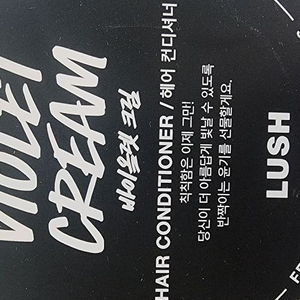 VIOLET
CREAM
바이올렛 크림
HAIR CONDITIONER / 헤어 컨디셔너
칙칙함은 이제 그만!
당신이 더 아름답게 빛날 수 있도록
반짝이는 윤기를 선물할게요.
LUSH